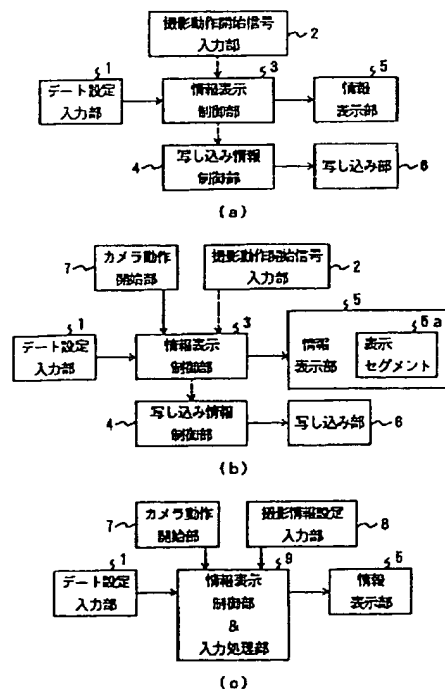 撮影動作開始信号
入力部
2
1
デート設定
入力部
3
情報表示
制御部
5
情報
表示部
4
写し込み情報
制御部
写し込み部
6
(a)
7
カメラ動作
開始部
撮影動作開始信号
入力部
2
1
デート設定
入力部
3
情報表示
制御部
5
情報
表示部
5a
表示
セグメント
4
写し込み情報
制御部
写し込み部
6
(b)
7
カメラ動作
開始部
撮影情報設定
入力部
8
1
デート設定
入力部
9
情報表示
制御部
&
入力処理部
5
情報
表示部
(c)